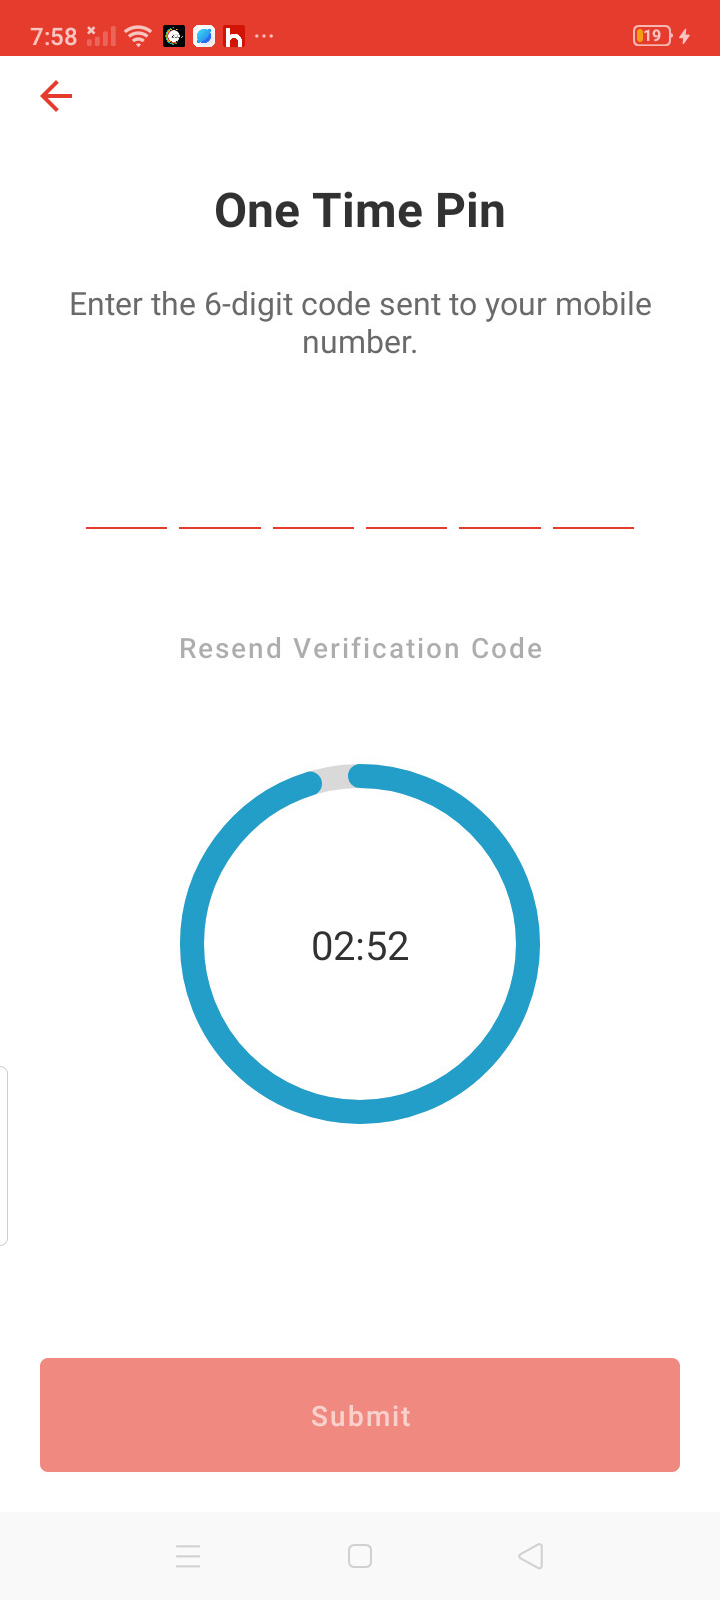 7:58
19
One Time Pin
Enter the 6-digit code sent to your mobile
number.
Resend Verification Code
02:52
Submit